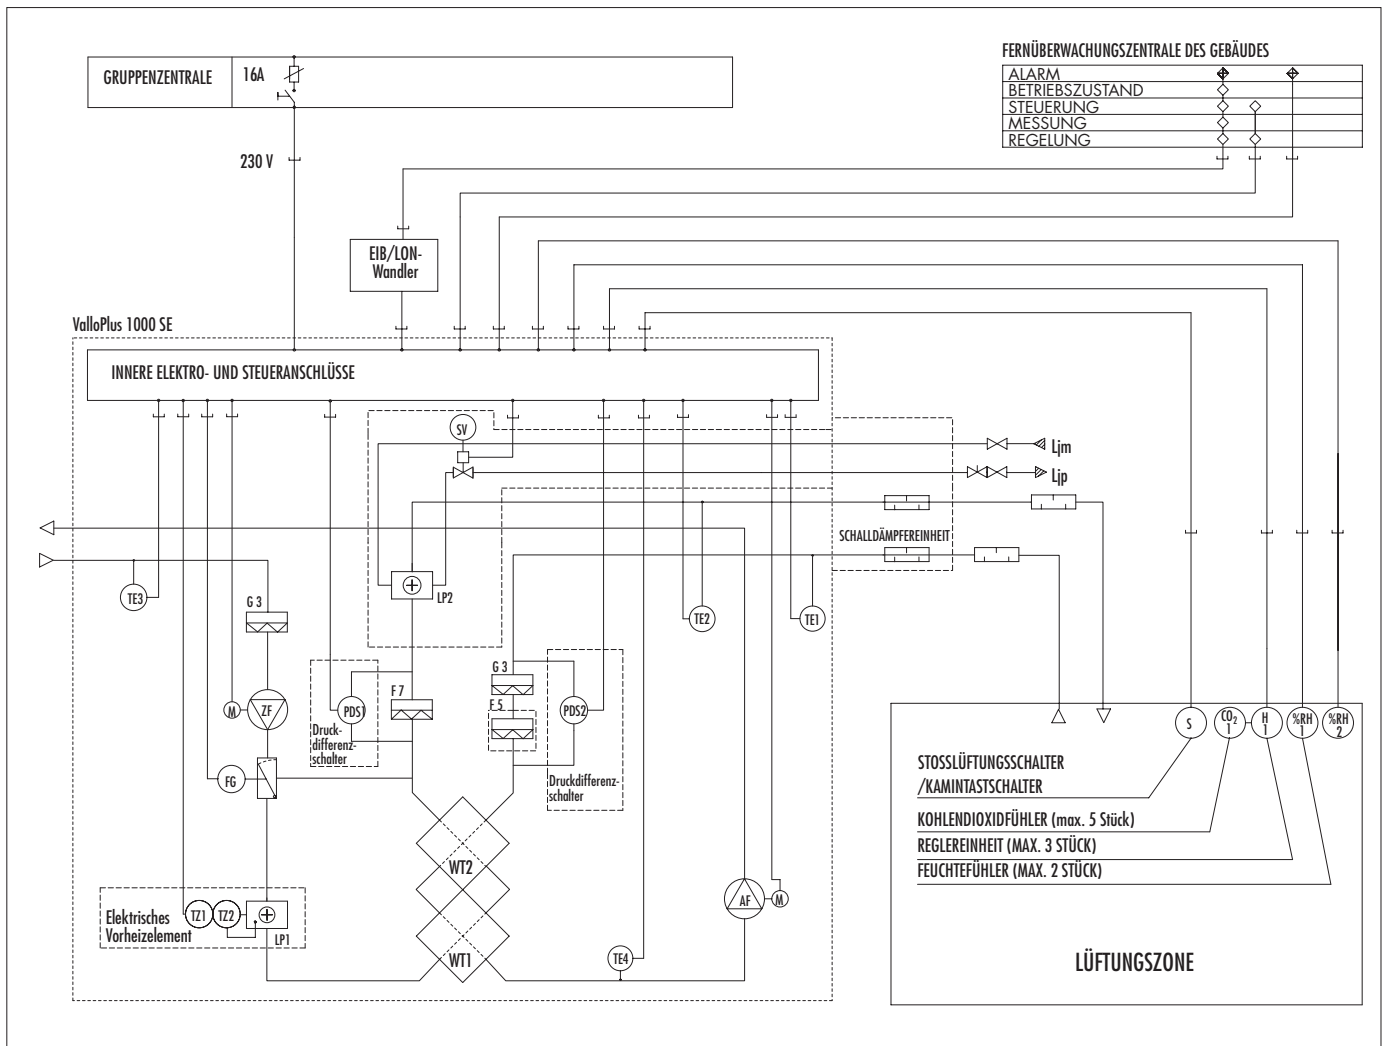 GRUPPENZENTRALE
16A
FERNÜBERWACHUNGSZENTRALE DES GEBÄUDES
ALARM
BETRIEBSZUSTAND
STEUERUNG
MESSUNG
REGELUNG
230 V
EIB/LON-
Wandler
ValloPlus 1000 SE
INNERE ELEKTRO- UND STEUERANSCHLÜSSE
SV
Ljm
Ljp
SCHALLDÄMPFEREINHEIT
TE3
G 3
LP2
TE2
TE1
G 3
F 7
F 5
M
ZF
PDS1
PDS2
Druck-
differenz-
schalter
Druckdifferenz-
schalter
FG
S
CO2
1
H
1
%RH
1
%RH
2
STOSSLÜFTUNGSSCHALTER
/KAMINTASTSCHALTER
KOHLENDIOXIDFÜHLER (max. 5 Stück)
REGLEREINHEIT (MAX. 3 STÜCK)
FEUCHTEFÜHLER (MAX. 2 STÜCK)
WT2
AF
M
Elektrisches
Vorheizelement
TZ1
TZ2
LP1
WT1
TE4
LÜFTUNGSZONE